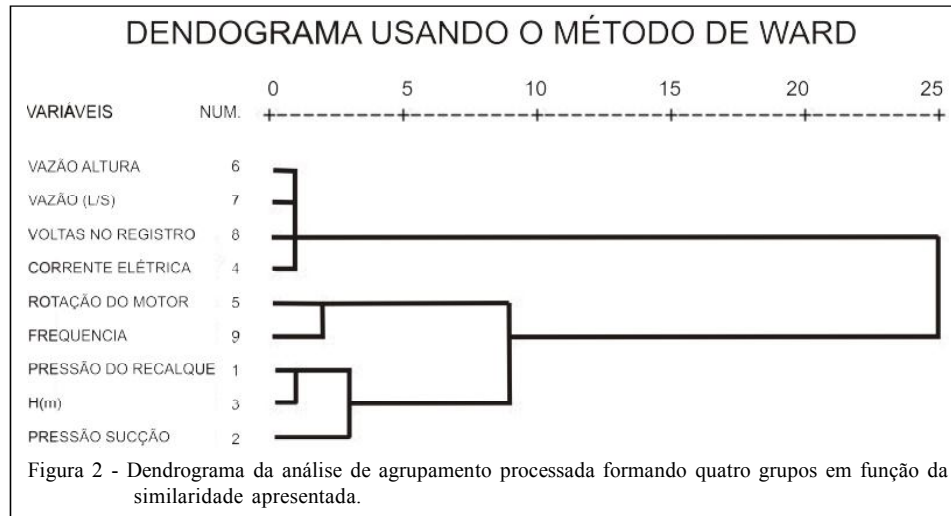 DENDOGRAMA USANDO O MÉTODO DE WARD
0 5 10 15 20 25
VARIÁVEIS NUM.
VAZÃO ALTURA 6
VAZÃO (L/S) 7
VOLTAS NO REGISTRO 8
CORRENTE ELÉTRICA 4
ROTAÇÃO DO MOTOR 5
FREQUENCIA 9
PRESSÃO DO RECALQUE 1
H(m) 3
PRESSÃO SUCÇÃO 2
Figura 2 - Dendrograma da análise de agrupamento processada formando quatro grupos em função da
similaridade apresentada.